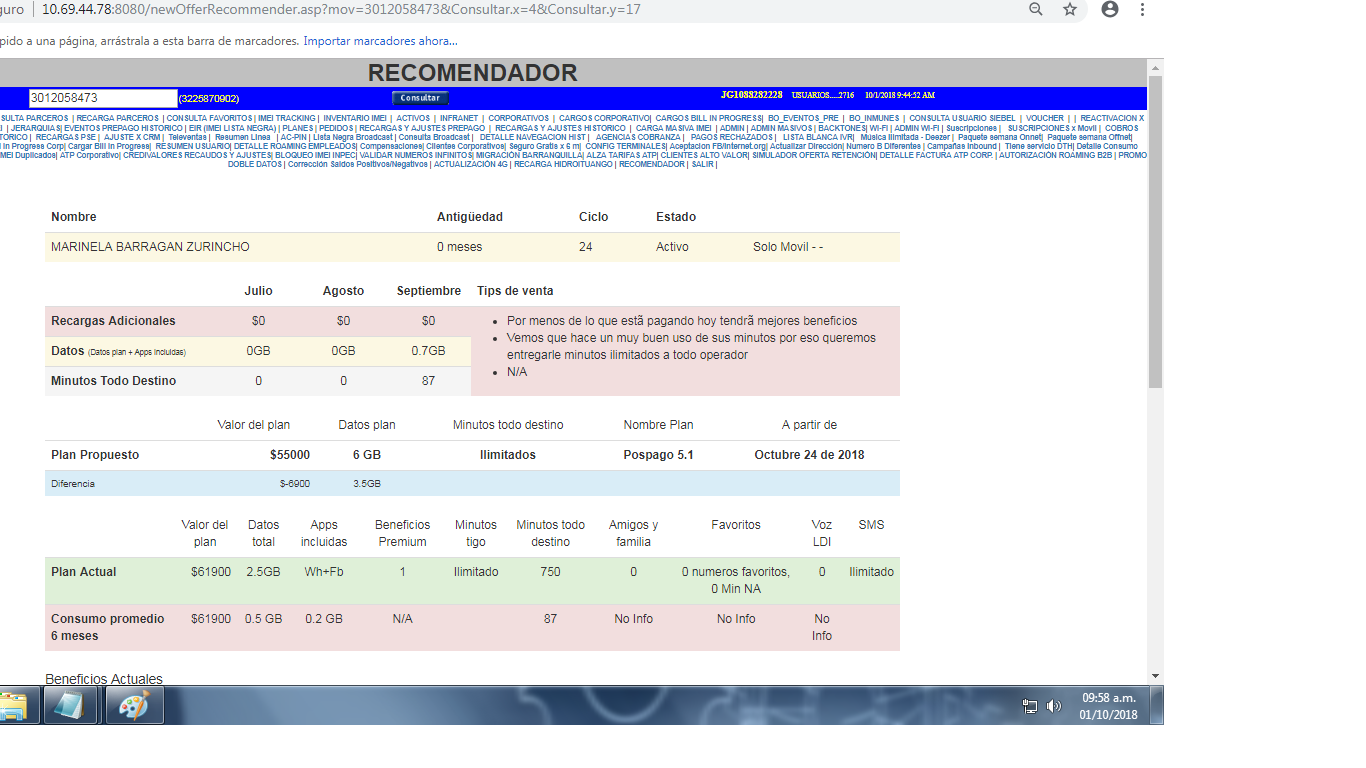 guro 10.69.44.78:8080/newOfferRecommender.asp?mov=3012058473&Consultar.x=4&Consultar.y=17
pido a una página, arrástrala a esta barra de marcadores. Importar marcadores ahora...
RECOMENDADOR
3012058473 (3225870902) Consultar JG1088282228 USUARIOS.....2716 10/1/2018 9:44:52 AM
SULTA PARCEROS | RECARGA PARCEROS | CONSULTA FAVORITOS | IMEI TRACKING | INVENTARIO IMEI | ACTIVOS | INFRANET | CORPORATIVOS | CARGOS CORPORATIVO| CARGOS BILL IN PROGRESS| BO_EVENTOS_PRE | BO_INMUNES | CONSULTA USUARIO SIEBEL | VOUCHER | | REACTIVACION X
I | JERARQUIAS| EVENTOS PREPAGO HISTORICO | EIR (IMEI LISTA NEGRA) | PLANES | PEDIDOS | RECARGAS Y AJUSTES PREPAGO | RECARGAS Y AJUSTES HISTORICO | CARGA MASIVA IMEI | ADMIN | ADMIN MASIVOS | BACKTONES| WI-FI | ADMIN WI-FI | Suscripciones | SUSCRIPCIONES x Movil | COBROS
TORICO | RECARGAS PSE | AJUSTE X CRM | Televentas | Resumen Linea | AC-PIN | Lista Negra Broadcast | Consulta Broadcast | DETALLE NAVEGACION HIST | AGENCIAS COBRANZA | PAGOS RECHAZADOS | LISTA BLANCA IVR| Música Ilimitada - Deezer | Paquete semana Onnet| Paquete semana Offnet|
l in Progress Corp| Cargar Bill in Progress| RESUMEN USUARIO| DETALLE ROAMING EMPLEADOS| Compensaciones| Clientes Corporativos| Seguro Gratis x 6 m| CONFIG TERMINALES| Aceptacion FB/Internet.org| Actualizar Dirección| Numero B Diferentes | Campañas Inbound | Tiene servicio DTH| Detalle Consumo
MEI Duplicados| ATP Corporativo| CREDIVALORES RECAUDOS Y AJUSTES| BLOQUEO IMEI INPEC| VALIDAR NUMEROS INFINITOS| MIGRACIÓN BARRANQUILLA| ALZA TARIFAS ATP| CLIENTES ALTO VALOR| SIMULADOR OFERTA RETENCIÓN| DETALLE FACTURA ATP CORP. | AUTORIZACIÓN ROAMING B2B | PROMO
DOBLE DATOS | Corrección Saldos Positivos/Negativos | ACTUALIZACIÓN 4G | RECARGA HIDROITUANGO | RECOMENDADOR | SALIR |
Nombre Antigüedad Ciclo Estado
MARINELA BARRAGAN ZURINCHO 0 meses 24 Activo Solo Movil - -
Julio Agosto Septiembre Tips de venta
Recargas Adicionales $0 $0 $0
• Por menos de lo que estã pagando hoy tendrã mejores beneficios
• Vemos que hace un muy buen uso de sus minutos por eso queremos
entregarle minutos ilimitados a todo operador
• N/A
Datos (Datos plan + Apps incluidas) 0GB 0GB 0.7GB
Minutos Todo Destino 0 0 87
Valor del plan Datos plan Minutos todo destino Nombre Plan A partir de
Plan Propuesto $55000 6 GB Ilimitados Pospago 5.1 Octubre 24 de 2018
Diferencia $-6900 3.5GB
Valor del plan Datos total Apps incluidas Beneficios Premium Minutos tigo Minutos todo destino Amigos y familia Favoritos Voz LDI SMS
Plan Actual $61900 2.5GB Wh+Fb 1 Ilimitado 750 0 0 numeros favoritos, 0 Min NA 0 Ilimitado
Consumo promedio 6 meses $61900 0.5 GB 0.2 GB N/A 87 No Info No Info No Info
Beneficios Actuales
09:58 a.m.
01/10/2018